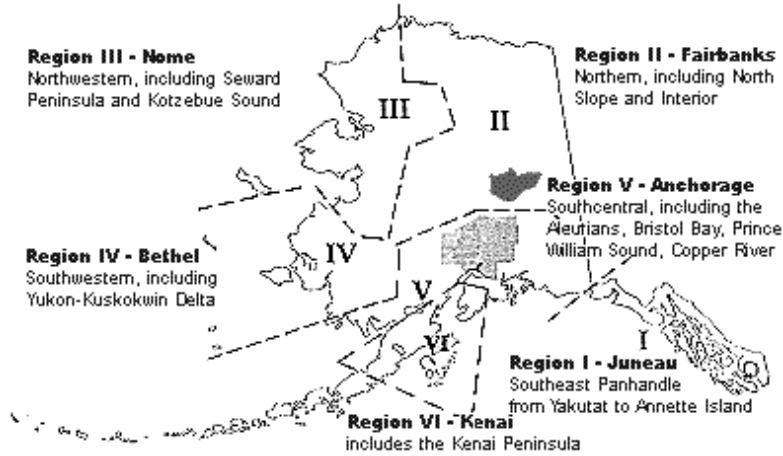 Region III - Nome
Northwestern, including Seward
Peninsula and Kotzebue Sound
Region II - Fairbanks
Northern, including North
Slope and Interior
III
II
Region V - Anchorage
Southcentral, including the
Aleutians, Bristol Bay, Prince
William Sound, Copper River
Region IV - Bethel
Southwestern, including
Yukon-Kuskokwin Delta
IV
V
VI
I
Region I - Juneau
Southeast Panhandle
from Yakutat to Annette Island
Region VI - Kenai
includes the Kenai Peninsula